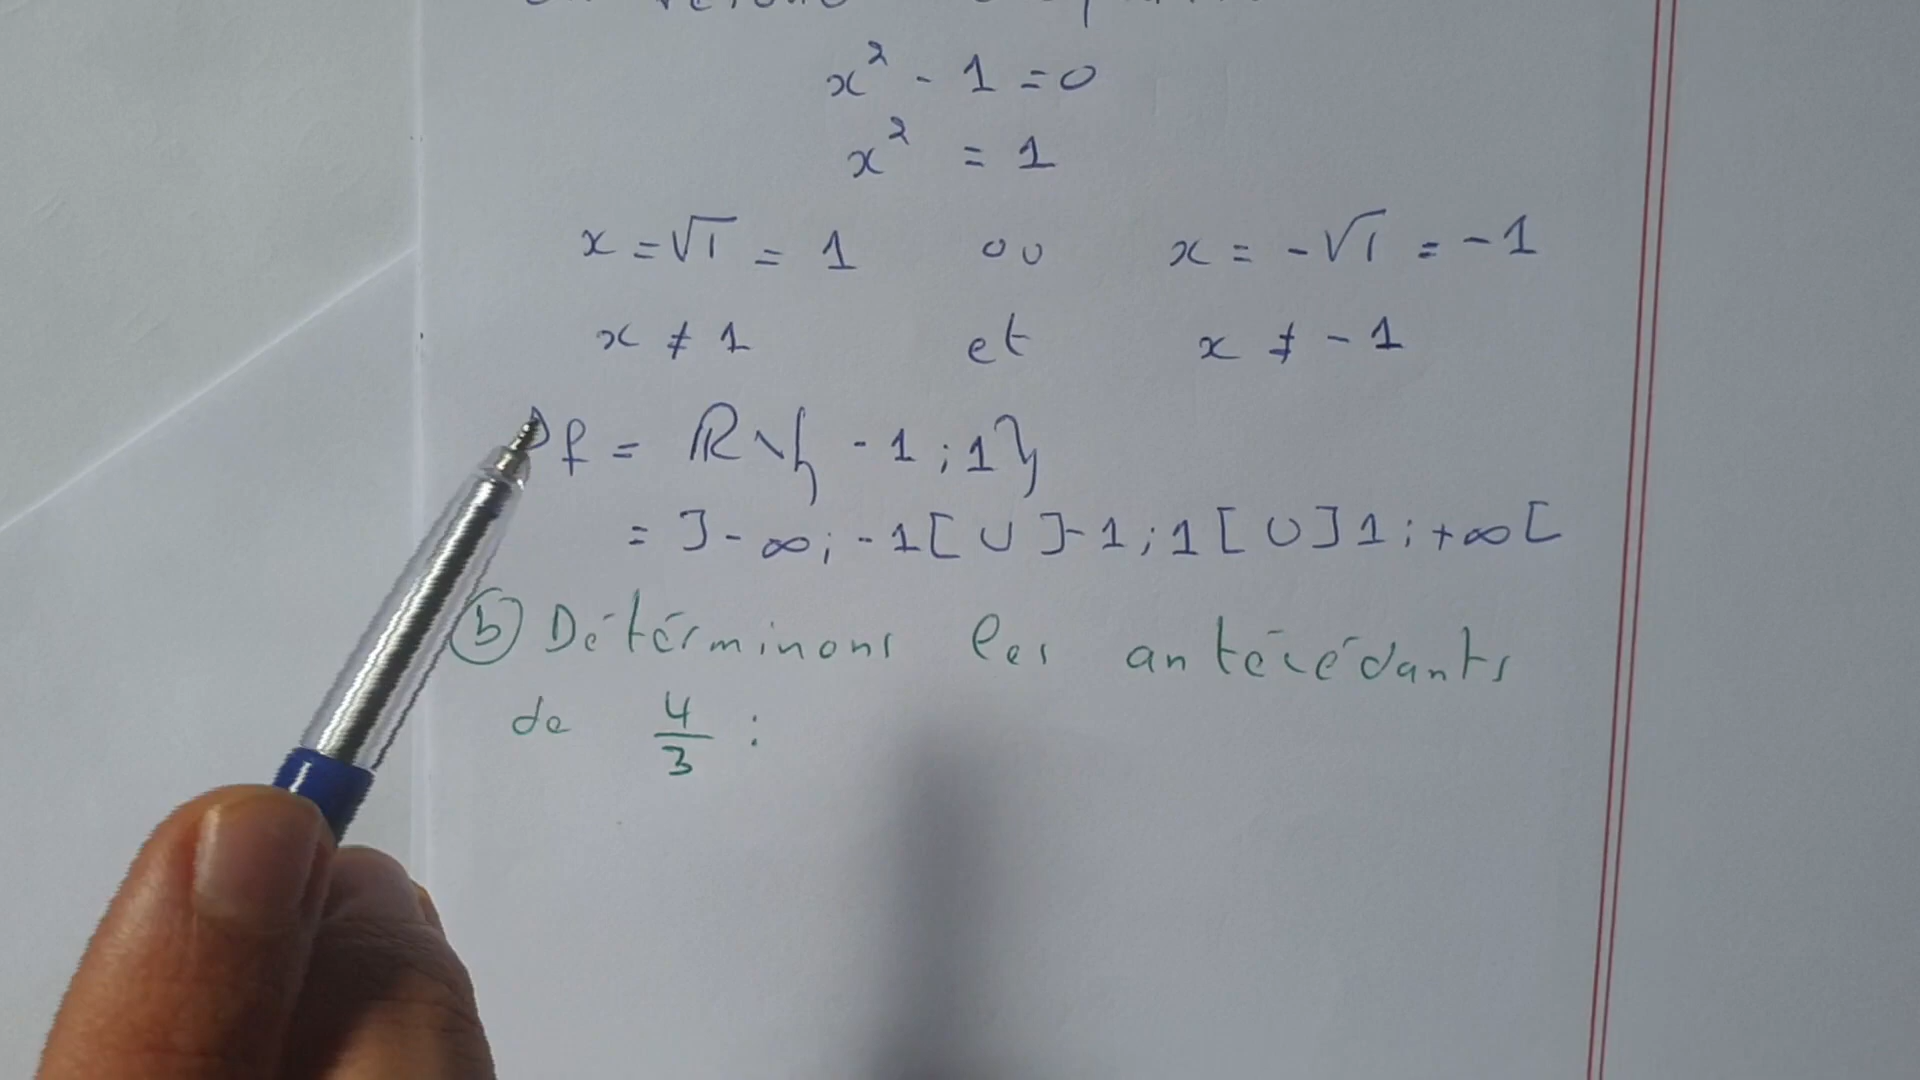 x² - 1 = 0
x² = 1
x = √1 = 1 ou x = -√1 = -1
x ≠ 1 et x ≠ -1
Df = ℝ \ { -1 ; 1 }
= ]-∞ ; -1[ ∪ ]-1 ; 1[ ∪ ]1 ; +∞[
b) Déterminons les antécédants
de 4/3 :